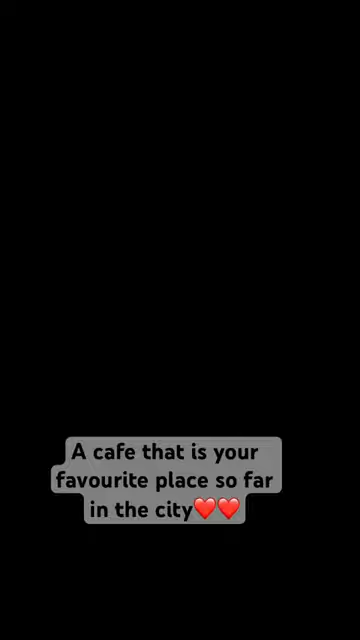 A cafe that is your
favourite place so far
in the city❤️❤️